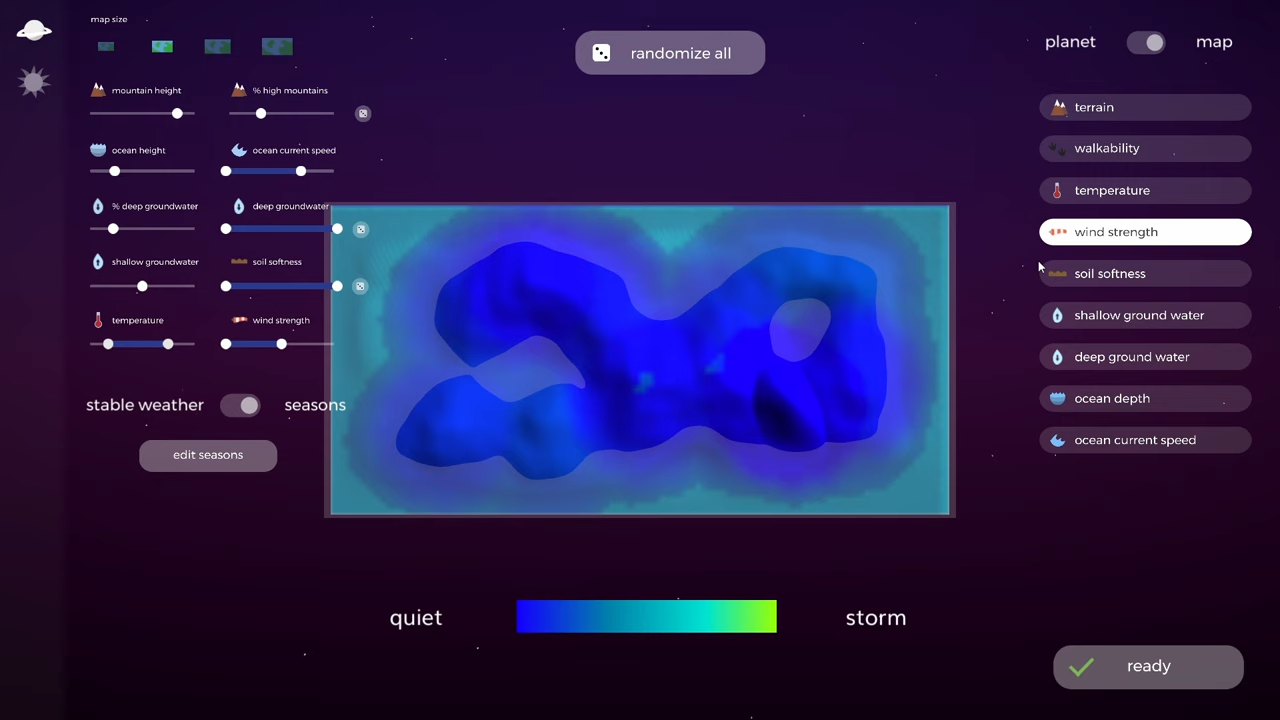 map size
randomize all
planet
map
mountain height
% high mountains
ocean height
ocean current speed
% deep groundwater
deep groundwater
shallow groundwater
soil softness
temperature
wind strength
stable weather
seasons
edit seasons
terrain
walkability
temperature
wind strength
soil softness
shallow ground water
deep ground water
ocean depth
ocean current speed
quiet
storm
ready